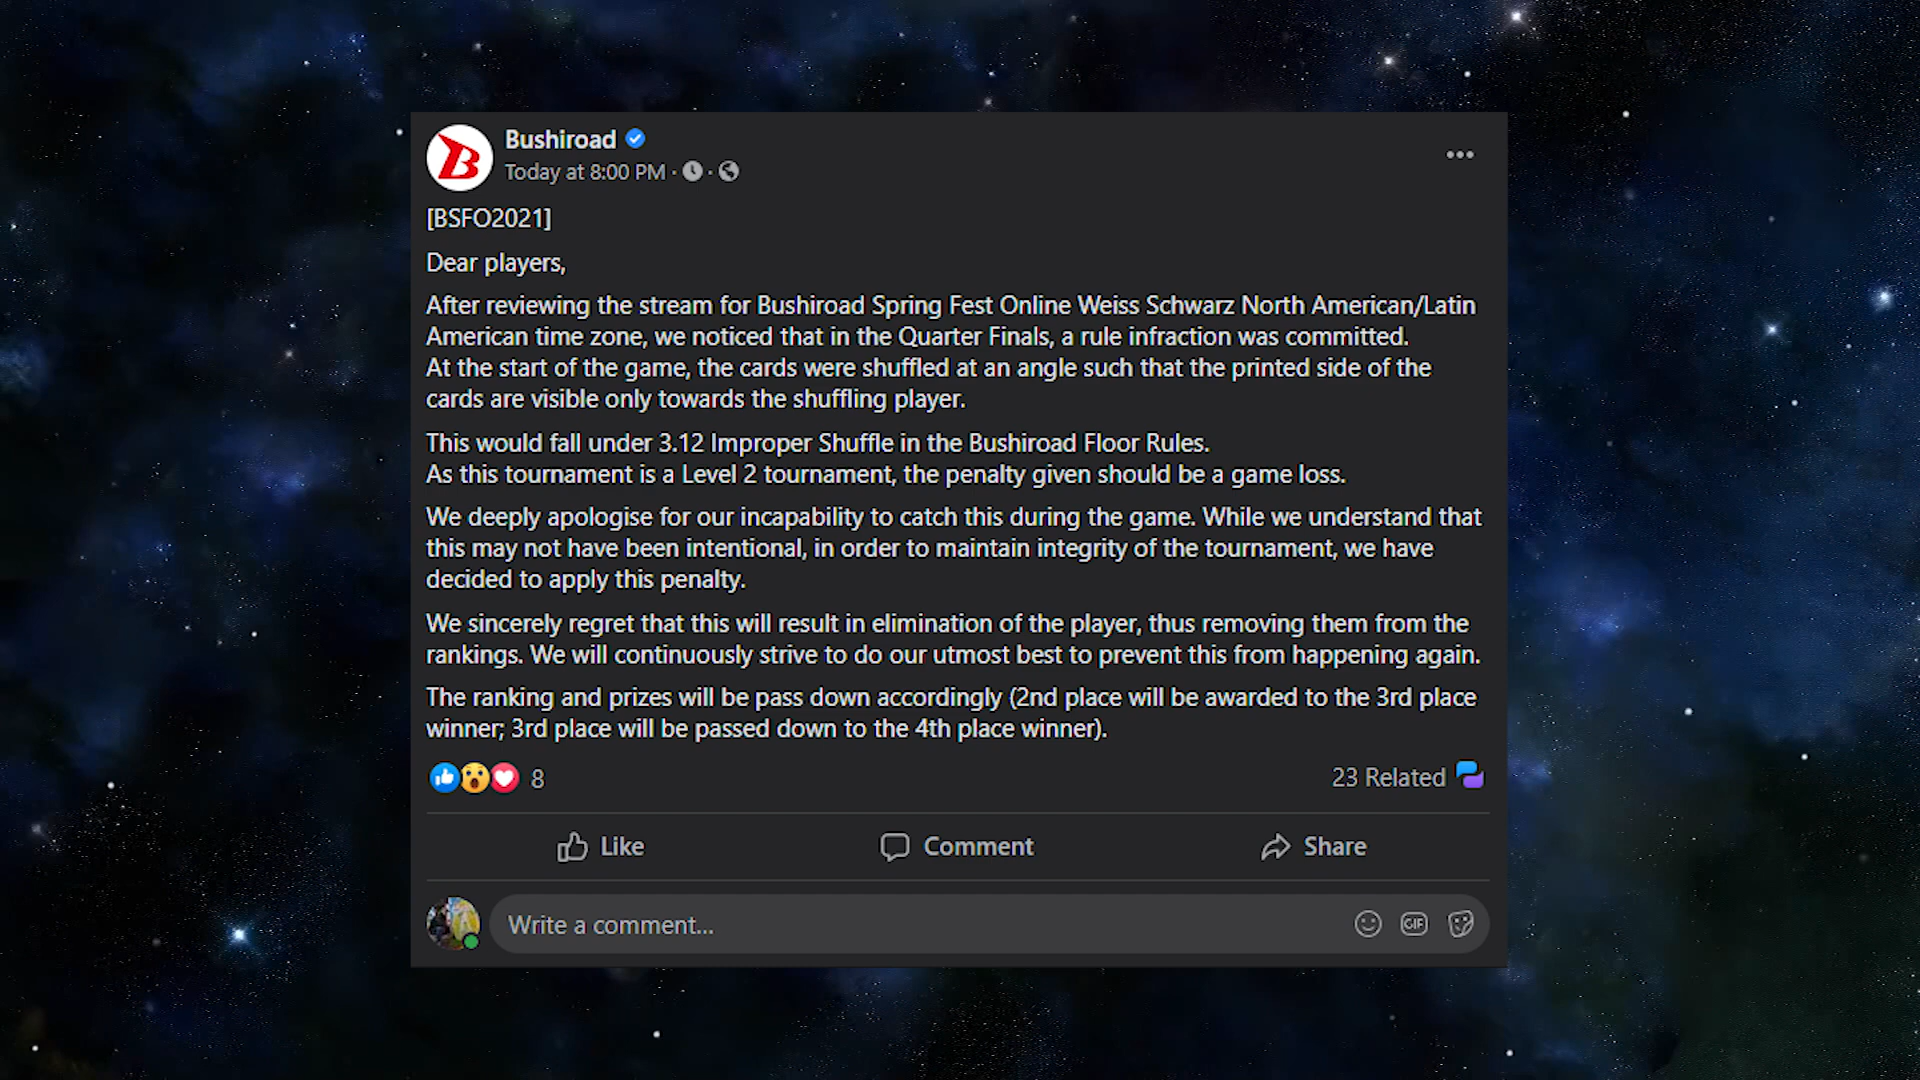 Bushiroad
Today at 8:00 PM · ·
[BSFO2021]
Dear players,
After reviewing the stream for Bushiroad Spring Fest Online Weiss Schwarz North American/Latin
American time zone, we noticed that in the Quarter Finals, a rule infraction was committed.
At the start of the game, the cards were shuffled at an angle such that the printed side of the
cards are visible only towards the shuffling player.
This would fall under 3.12 Improper Shuffle in the Bushiroad Floor Rules.
As this tournament is a Level 2 tournament, the penalty given should be a game loss.
We deeply apologise for our incapability to catch this during the game. While we understand that
this may not have been intentional, in order to maintain integrity of the tournament, we have
decided to apply this penalty.
We sincerely regret that this will result in elimination of the player, thus removing them from the
rankings. We will continuously strive to do our utmost best to prevent this from happening again.
The ranking and prizes will be pass down accordingly (2nd place will be awarded to the 3rd place
winner; 3rd place will be passed down to the 4th place winner).
8
23 Related
Like
Comment
Share
Write a comment...
GIF